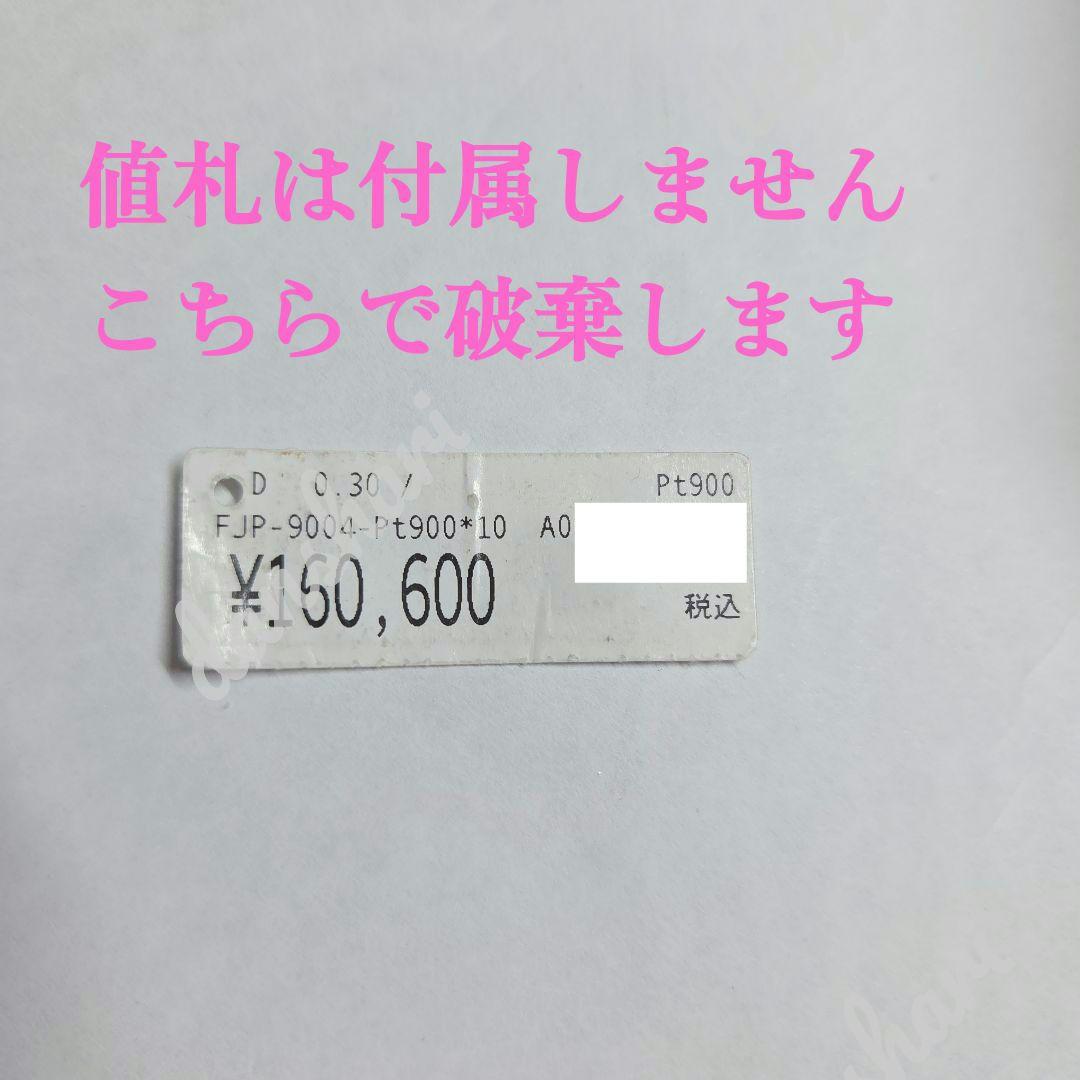 値札は付属しません
こちらで破棄します
D 0.30 / Pt900
FJP-9004-Pt900*10 A0
¥160,600
税込